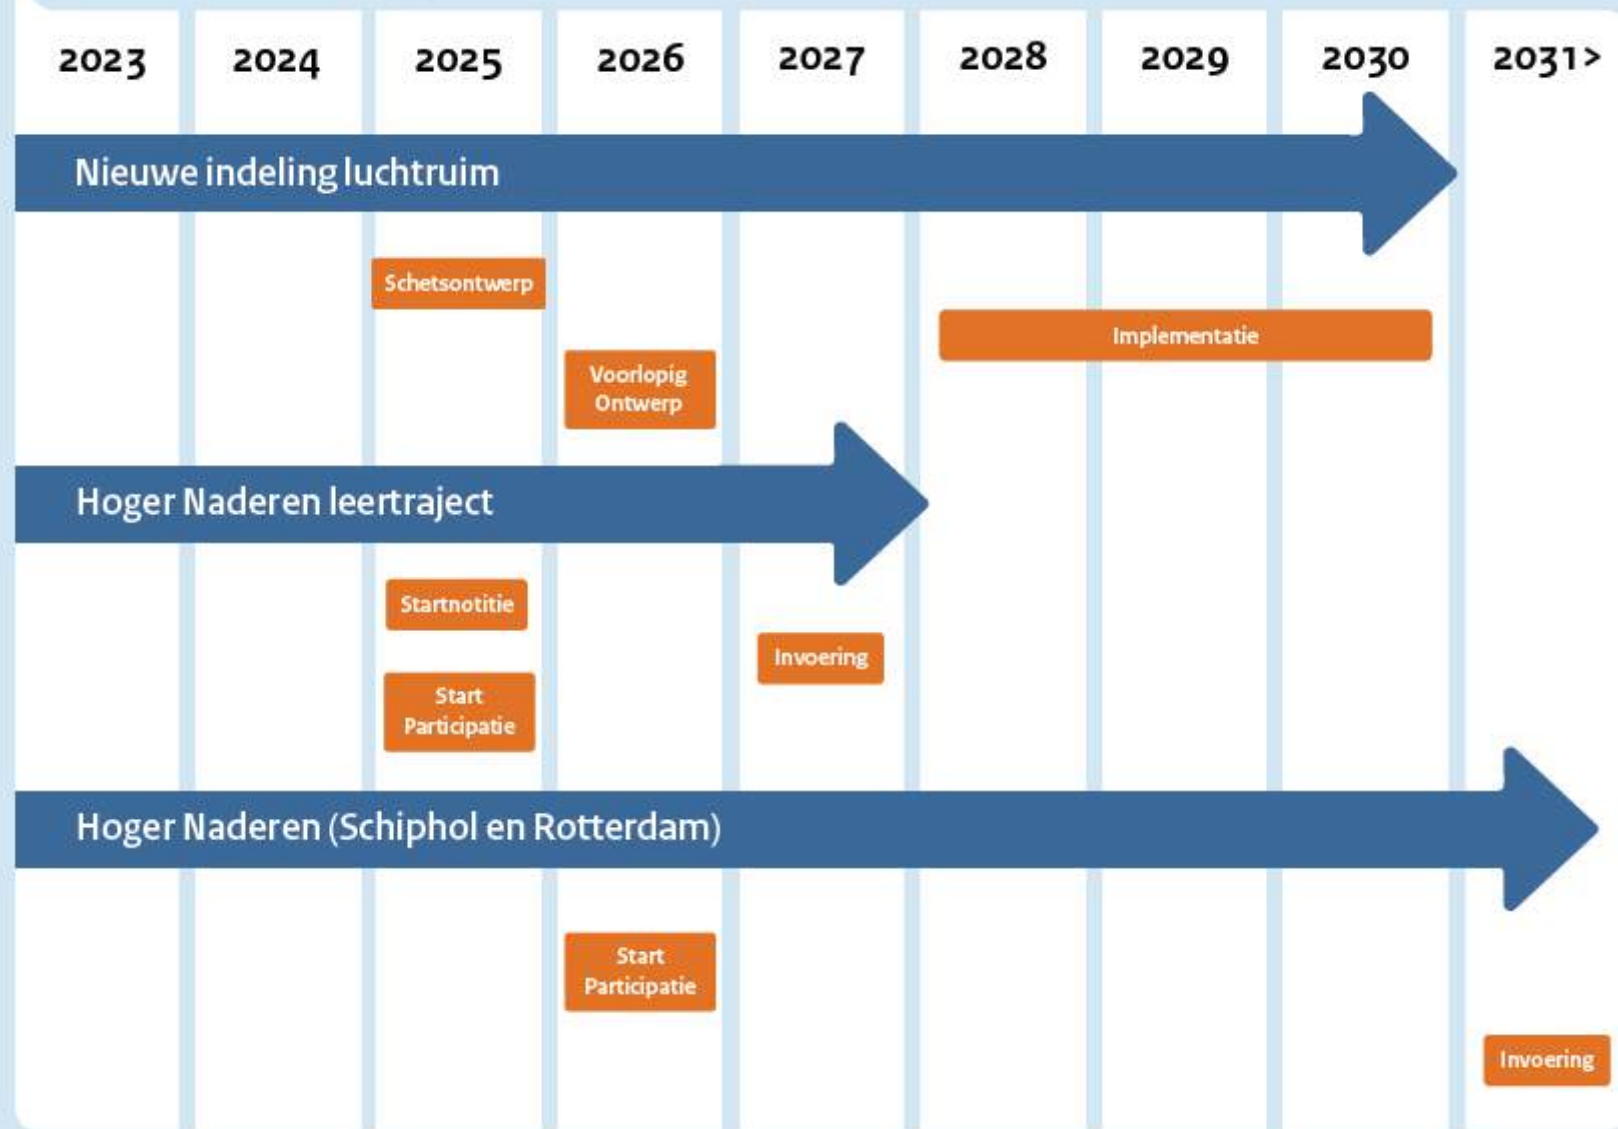 2023 2024 2025 2026 2027 2028 2029 2030 2031>
Nieuwe indeling luchtruim
Schetsontwerp
Implementatie
Voorlopig
Ontwerp
Hoger Naderen leertraject
Startnotitie
Invoering
Start
Participatie
Hoger Naderen (Schiphol en Rotterdam)
Start
Participatie
Invoering